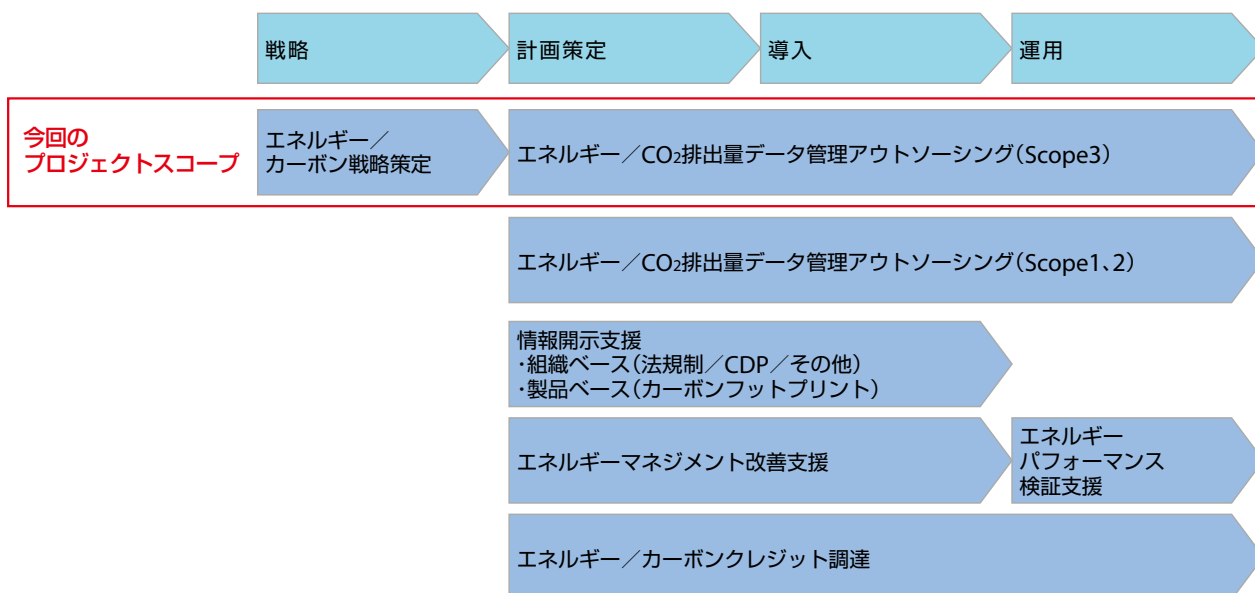 戦略
計画策定
導入
運用
今回の
プロジェクトスコープ
エネルギー／
カーボン戦略策定
エネルギー／CO₂排出量データ管理アウトソーシング(Scope3)
エネルギー／CO₂排出量データ管理アウトソーシング(Scope1、2)
情報開示支援
・組織ベース(法規制／CDP／その他)
・製品ベース(カーボンフットプリント)
エネルギーマネジメント改善支援
エネルギー
パフォーマンス
検証支援
エネルギー／カーボンクレジット調達